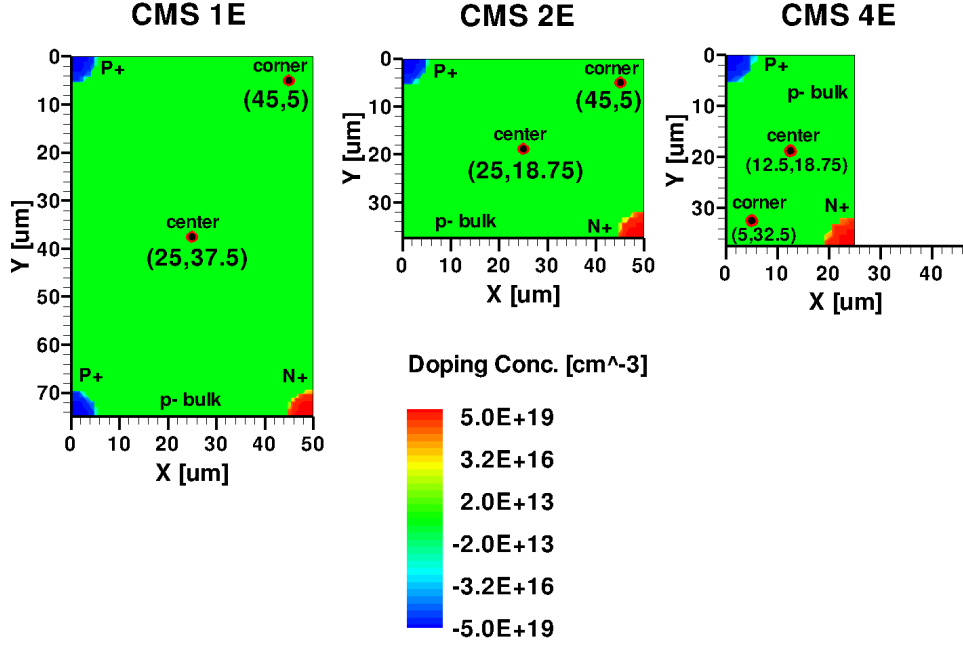 CMS 1E
0
10
20
30
40
50
60
70
Y [um]
P+
corner
(45,5)
center
(25,37.5)
P+
p- bulk
N+
0 10 20 30 40 50
X [um]
CMS 2E
0
10
20
30
Y [um]
P+
corner
(45,5)
center
(25,18.75)
p- bulk
N+
0 10 20 30 40 50
X [um]
CMS 4E
0
10
20
30
Y [um]
P+
p- bulk
center
(12.5,18.75)
corner
(5,32.5)
N+
0 10 20 30 40
X [um]
Doping Conc. [cm^-3]
5.0E+19
3.2E+16
2.0E+13
-2.0E+13
-3.2E+16
-5.0E+19